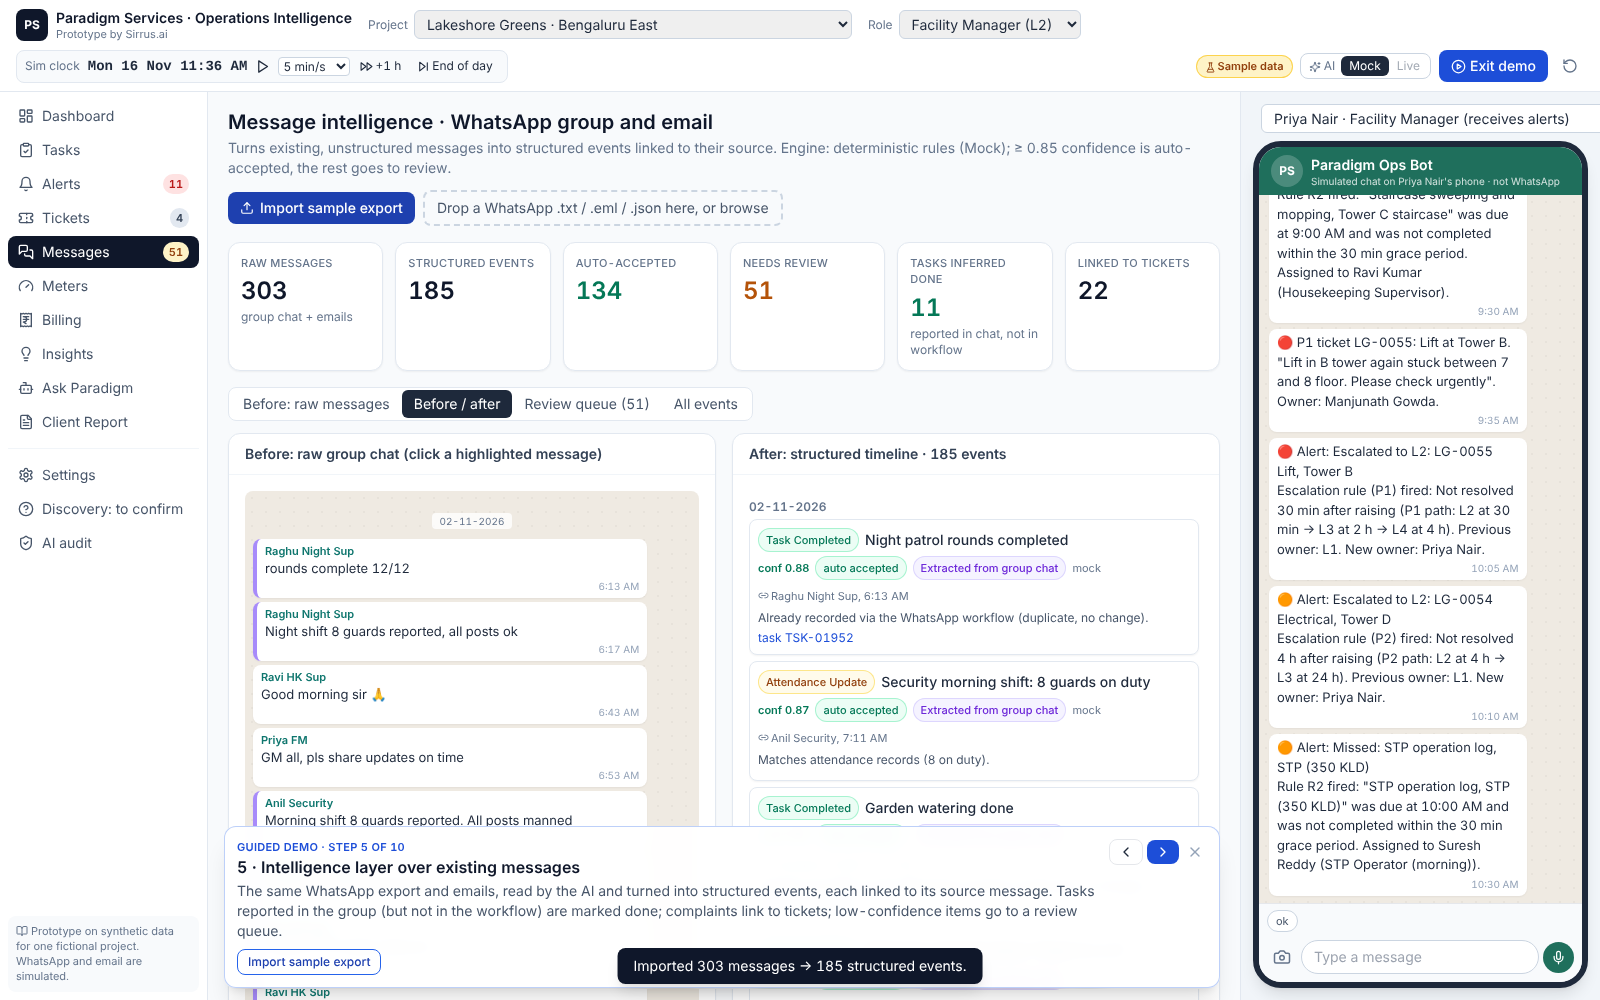 PS
Paradigm Services · Operations Intelligence
Prototype by Sirrus.ai
Project
Lakeshore Greens · Bengaluru East
Role
Facility Manager (L2)
Sim clock
Mon 16 Nov 11:36 AM
5 min/s
+1 h
End of day
Sample data
AI
Mock
Live
Exit demo
Dashboard
Tasks
Alerts
11
Tickets
4
Messages
51
Meters
Billing
Insights
Ask Paradigm
Client Report
Settings
Discovery: to confirm
AI audit
Prototype on synthetic data
for one fictional project.
WhatsApp and email are
simulated.
Message intelligence · WhatsApp group and email
Turns existing, unstructured messages into structured events linked to their source. Engine: deterministic rules (Mock); ≥ 0.85 confidence is auto-
accepted, the rest goes to review.
Import sample export
Drop a WhatsApp .txt / .eml / .json here, or browse
RAW MESSAGES
303
group chat + emails
STRUCTURED EVENTS
185
AUTO-ACCEPTED
134
NEEDS REVIEW
51
TASKS INFERRED
DONE
11
reported in chat, not in
workflow
LINKED TO TICKETS
22
Before: raw messages
Before / after
Review queue (51)
All events
Before: raw group chat (click a highlighted message)
02-11-2026
Raghu Night Sup
rounds complete 12/12
6:13 AM
Raghu Night Sup
Night shift 8 guards reported, all posts ok
6:17 AM
Ravi HK Sup
Good morning sir 🙏
6:43 AM
Priya FM
GM all, pls share updates on time
6:53 AM
Anil Security
Morning shift 8 guards reported. All posts manned
Ravi HK Sup
After: structured timeline · 185 events
02-11-2026
Task Completed
Night patrol rounds completed
conf 0.88
auto accepted
Extracted from group chat
mock
Raghu Night Sup, 6:13 AM
Already recorded via the WhatsApp workflow (duplicate, no change).
task TSK-01952
Attendance Update
Security morning shift: 8 guards on duty
conf 0.87
auto accepted
Extracted from group chat
mock
Anil Security, 7:11 AM
Matches attendance records (8 on duty).
Task Completed
Garden watering done
GUIDED DEMO · STEP 5 OF 10
5 · Intelligence layer over existing messages
The same WhatsApp export and emails, read by the AI and turned into structured events, each linked to its source message. Tasks
reported in the group (but not in the workflow) are marked done; complaints link to tickets; low-confidence items go to a review
queue.
Import sample export
Imported 303 messages → 185 structured events.
Priya Nair · Facility Manager (receives alerts)
PS
Paradigm Ops Bot
Simulated chat on Priya Nair's phone · not WhatsApp
Rule R2 fired: "Staircase sweeping and
mopping, Tower C staircase" was due
at 9:00 AM and was not completed
within the 30 min grace period.
Assigned to Ravi Kumar
(Housekeeping Supervisor).
9:30 AM
🔴 P1 ticket LG-0055: Lift at Tower B.
"Lift in B tower again stuck between 7
and 8 floor. Please check urgently".
Owner: Manjunath Gowda.
9:35 AM
🔴 Alert: Escalated to L2: LG-0055
Lift, Tower B
Escalation rule (P1) fired: Not resolved
30 min after raising (P1 path: L2 at 30
min → L3 at 2 h → L4 at 4 h). Previous
owner: L1. New owner: Priya Nair.
10:05 AM
🟠 Alert: Escalated to L2: LG-0054
Electrical, Tower D
Escalation rule (P2) fired: Not resolved
4 h after raising (P2 path: L2 at 4 h →
L3 at 24 h). Previous owner: L1. New
owner: Priya Nair.
10:10 AM
🟠 Alert: Missed: STP operation log,
STP (350 KLD)
Rule R2 fired: "STP operation log, STP
(350 KLD)" was due at 10:00 AM and
was not completed within the 30 min
grace period. Assigned to Suresh
Reddy (STP Operator (morning)).
10:30 AM
ok
Type a message